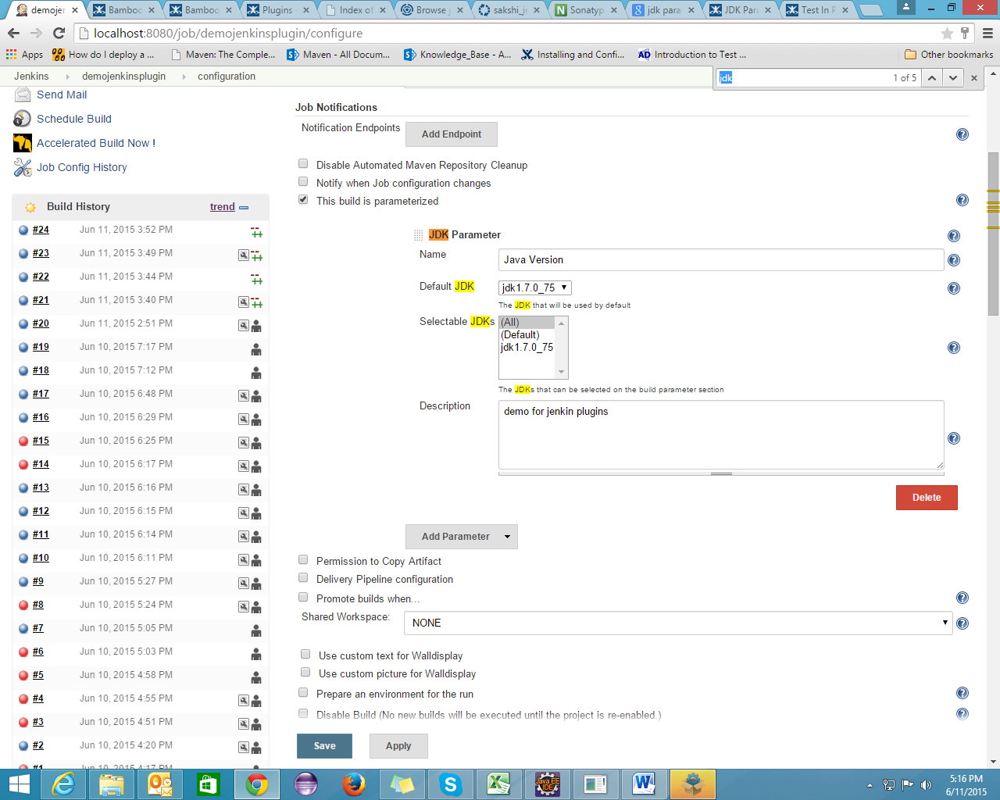 demojer
Bamboo
Bamboo
Plugins
Index of
Browse J
sakshi_je
Sonatyp
jdk para
JDK Para
Test In P
localhost:8080/job/demojenkinsplugin/configure
Apps
How do I deploy a ...
Maven: The Comple...
Maven - All Docum...
Knowledge_Base - A...
Installing and Confi...
AD
Introduction to Test ...
Other bookmarks
Jenkins
demojenkinsplugin
configuration
jdk
1 of 5
Send Mail
Schedule Build
Accelerated Build Now !
Job Config History
Build History
trend
#24 Jun 11, 2015 3:52 PM
#23 Jun 11, 2015 3:49 PM
#22 Jun 11, 2015 3:44 PM
#21 Jun 11, 2015 3:40 PM
#20 Jun 11, 2015 2:51 PM
#19 Jun 10, 2015 7:17 PM
#18 Jun 10, 2015 7:12 PM
#17 Jun 10, 2015 6:48 PM
#16 Jun 10, 2015 6:29 PM
#15 Jun 10, 2015 6:25 PM
#14 Jun 10, 2015 6:17 PM
#13 Jun 10, 2015 6:16 PM
#12 Jun 10, 2015 6:15 PM
#11 Jun 10, 2015 6:14 PM
#10 Jun 10, 2015 6:11 PM
#9 Jun 10, 2015 5:27 PM
#8 Jun 10, 2015 5:24 PM
#7 Jun 10, 2015 5:05 PM
#6 Jun 10, 2015 5:03 PM
#5 Jun 10, 2015 4:58 PM
#4 Jun 10, 2015 4:55 PM
#3 Jun 10, 2015 4:51 PM
#2 Jun 10, 2015 4:20 PM
#1 Jun 10, 2015 4:17 PM
Job Notifications
Notification Endpoints
Add Endpoint
Disable Automated Maven Repository Cleanup
Notify when Job configuration changes
This build is parameterized
JDK Parameter
Name
Java Version
Default JDK
jdk1.7.0_75
The JDK that will be used by default
Selectable JDKs
(All)
(Default)
jdk1.7.0_75
The JDKs that can be selected on the build parameter section
Description
demo for jenkin plugins
Delete
Add Parameter
Permission to Copy Artifact
Delivery Pipeline configuration
Promote builds when...
Shared Workspace:
NONE
Use custom text for Walldisplay
Use custom picture for Walldisplay
Prepare an environment for the run
Disable Build (No new builds will be executed until the project is re-enabled.)
Save
Apply
Java EE
IDE
5:16 PM
6/11/2015